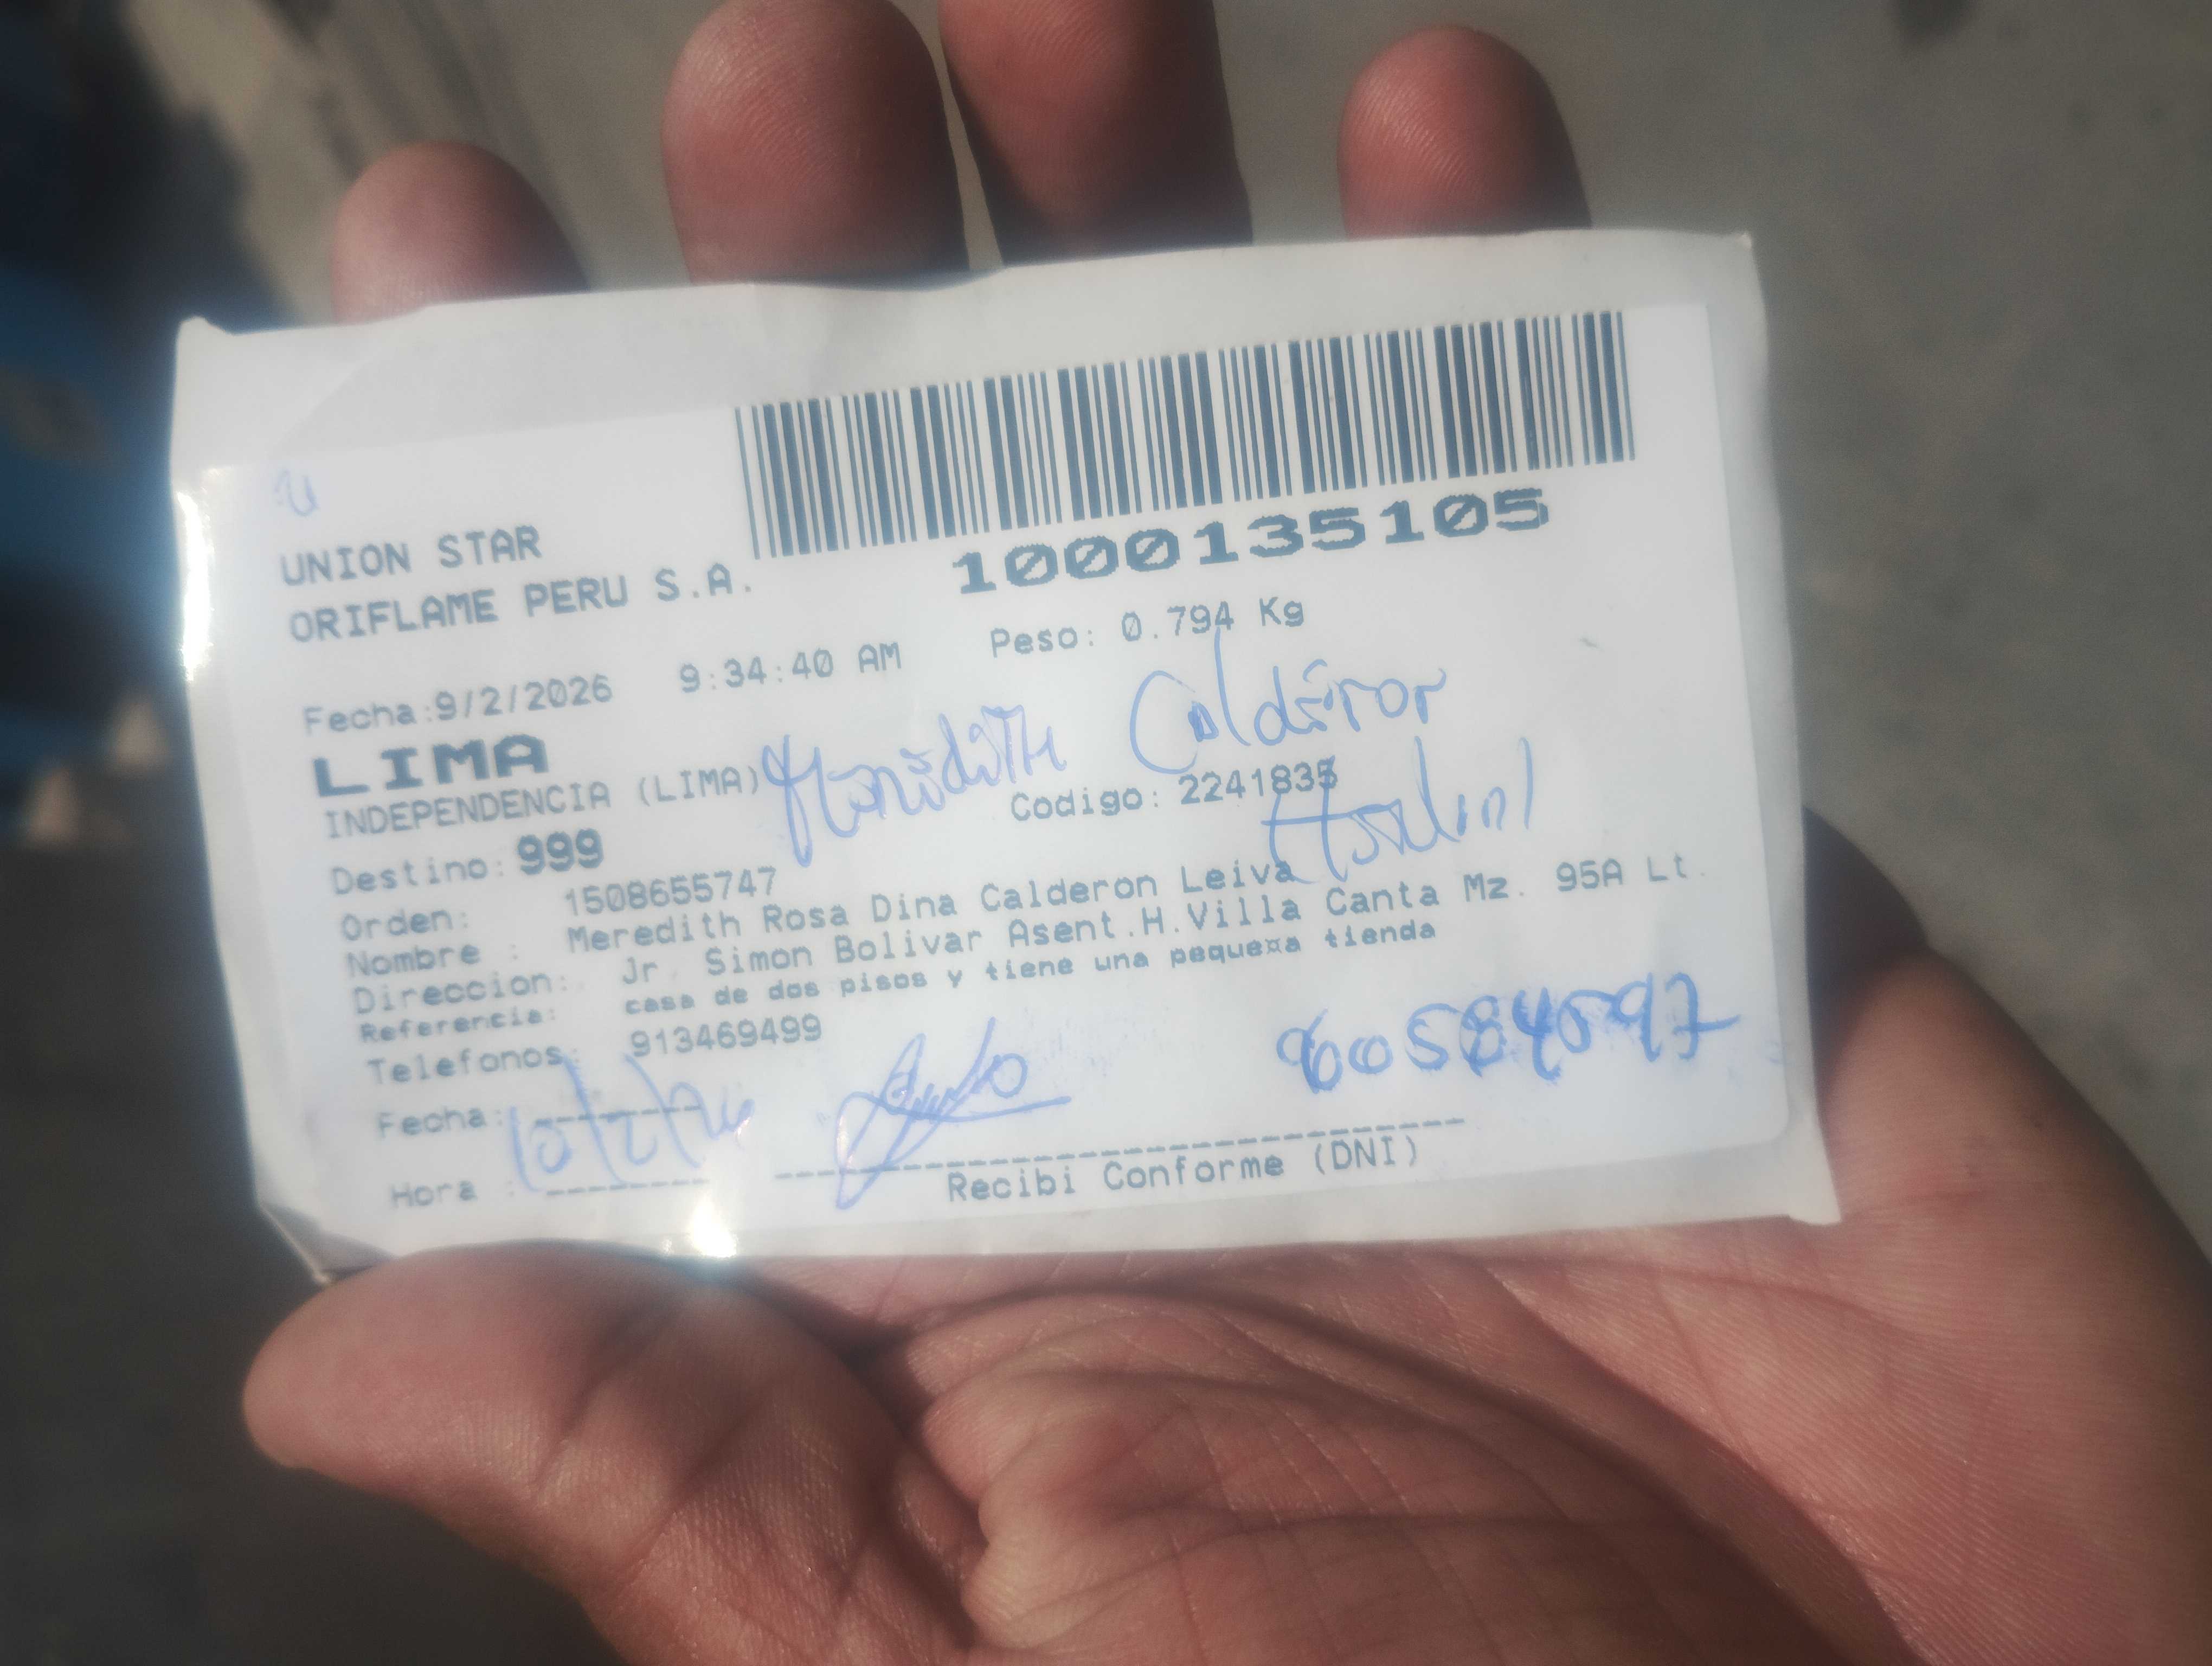 UNION STAR
ORIFLAME PERU S.A.
1000135105
Fecha:9/2/2026 9:34:40 AM Peso: 0.794 Kg
LIMA
INDEPENDENCIA (LIMA)
Calderon
Destino: 999 Codigo: 2241835
Orden: 1508655747
Nombre : Meredith Rosa Dina Calderon Leiva
Direccion: Jr. Simon Bolivar Asent.H.Villa Canta Mz. 95A Lt.
Referencia: casa de dos pisos y tiene una peque¤a tienda
Telefonos: 913469499
Fecha: 10/2/26
Hora :
Recibi Conforme (DNI)